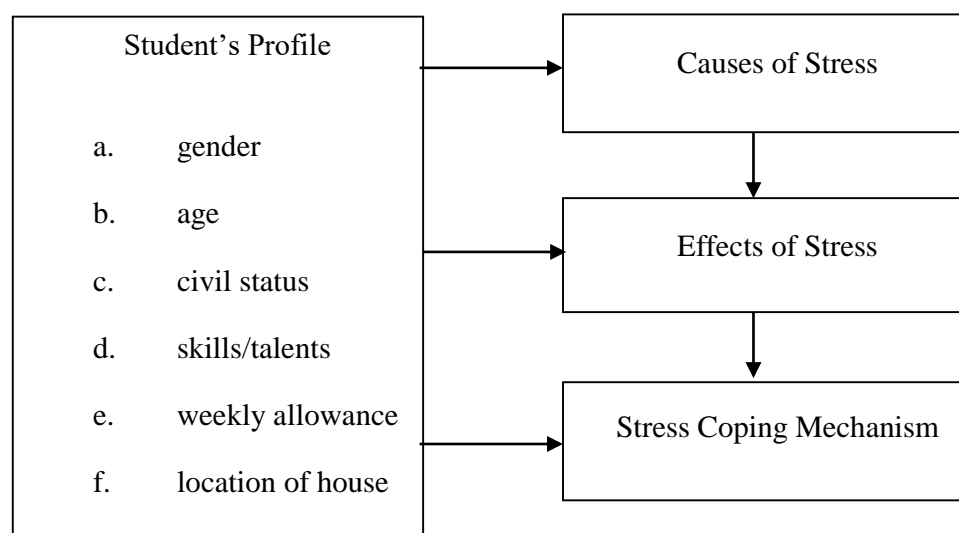 Student’s Profile
a. gender
b. age
c. civil status
d. skills/talents
e. weekly allowance
f. location of house
Causes of Stress
Effects of Stress
Stress Coping Mechanism